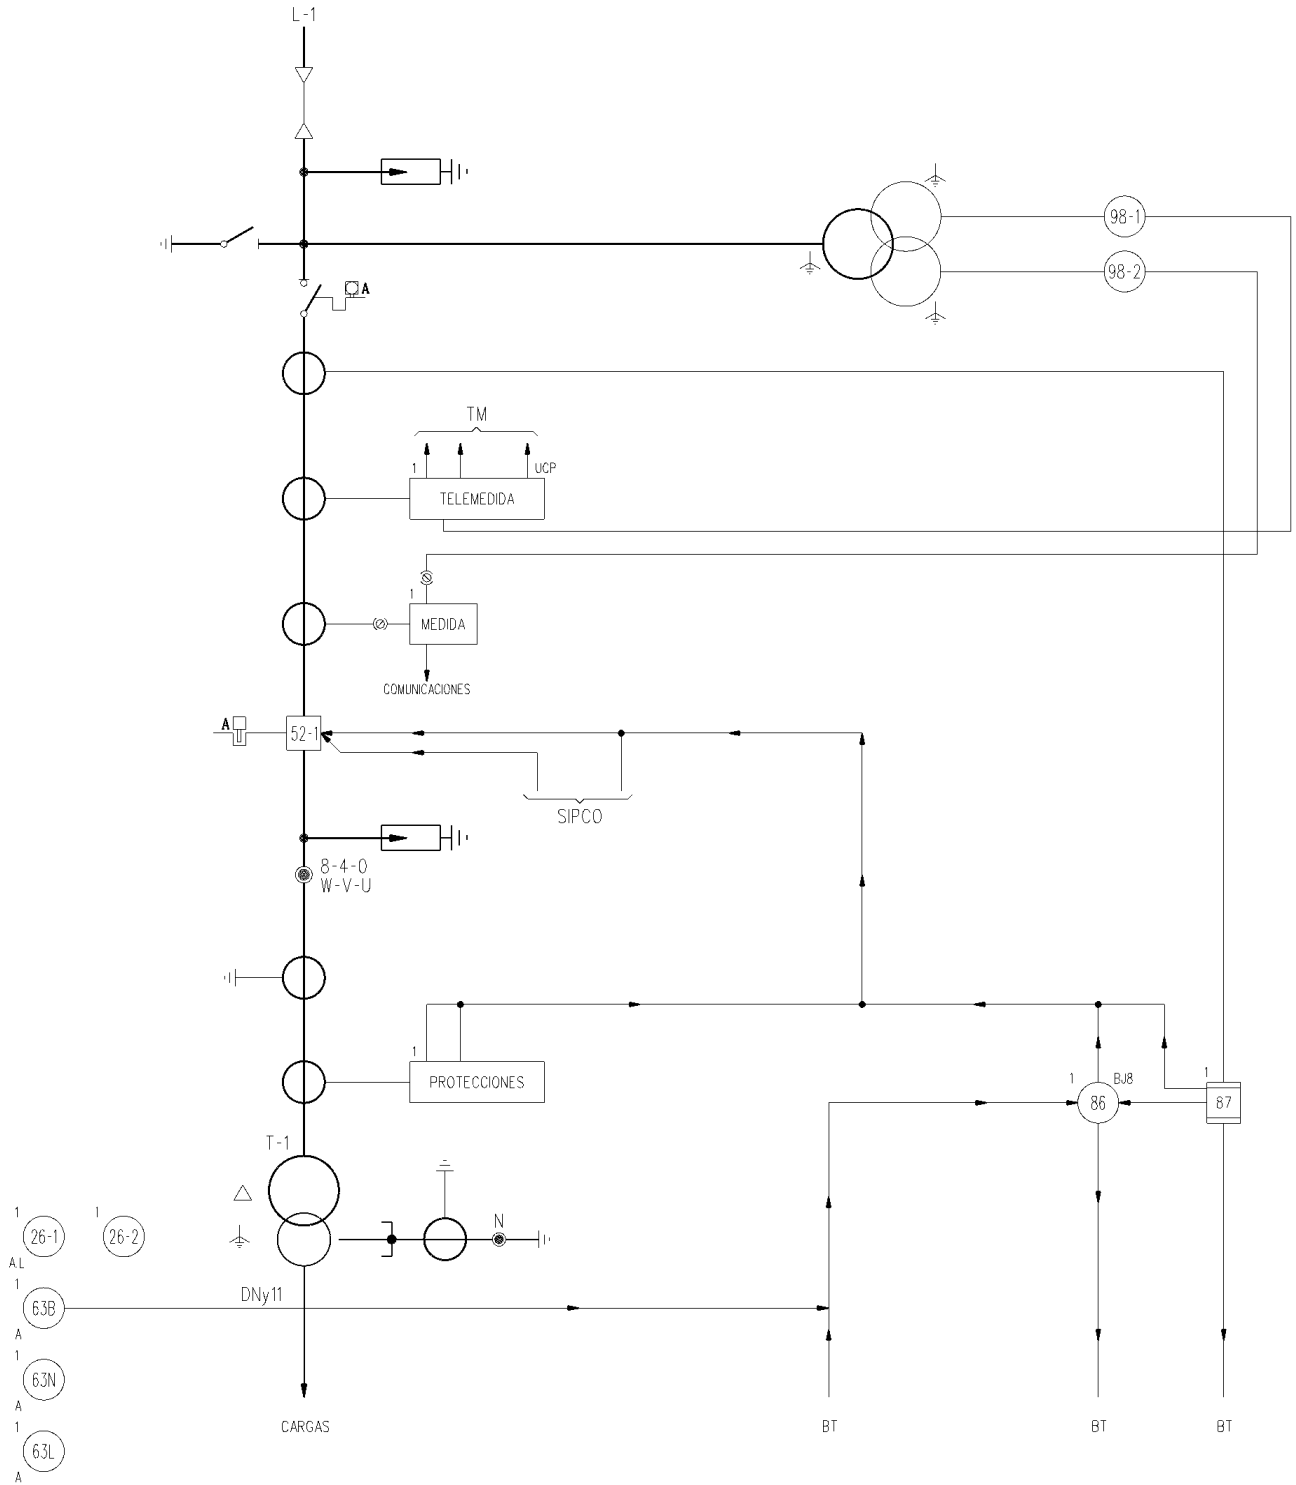 L-1
98-1
98-2
A
TM
1
UCP
TELEMEDIDA
1
MEDIDA
COMUNICACIONES
A
52-1
SIPCO
8-4-0
W-V-U
1
PROTECCIONES
1
BJ8
86
1
87
T-1
N
1
26-1
A.L
1
26-2
DNy11
1
63B
A
1
63N
A
1
63L
A
CARGAS
BT
BT
BT